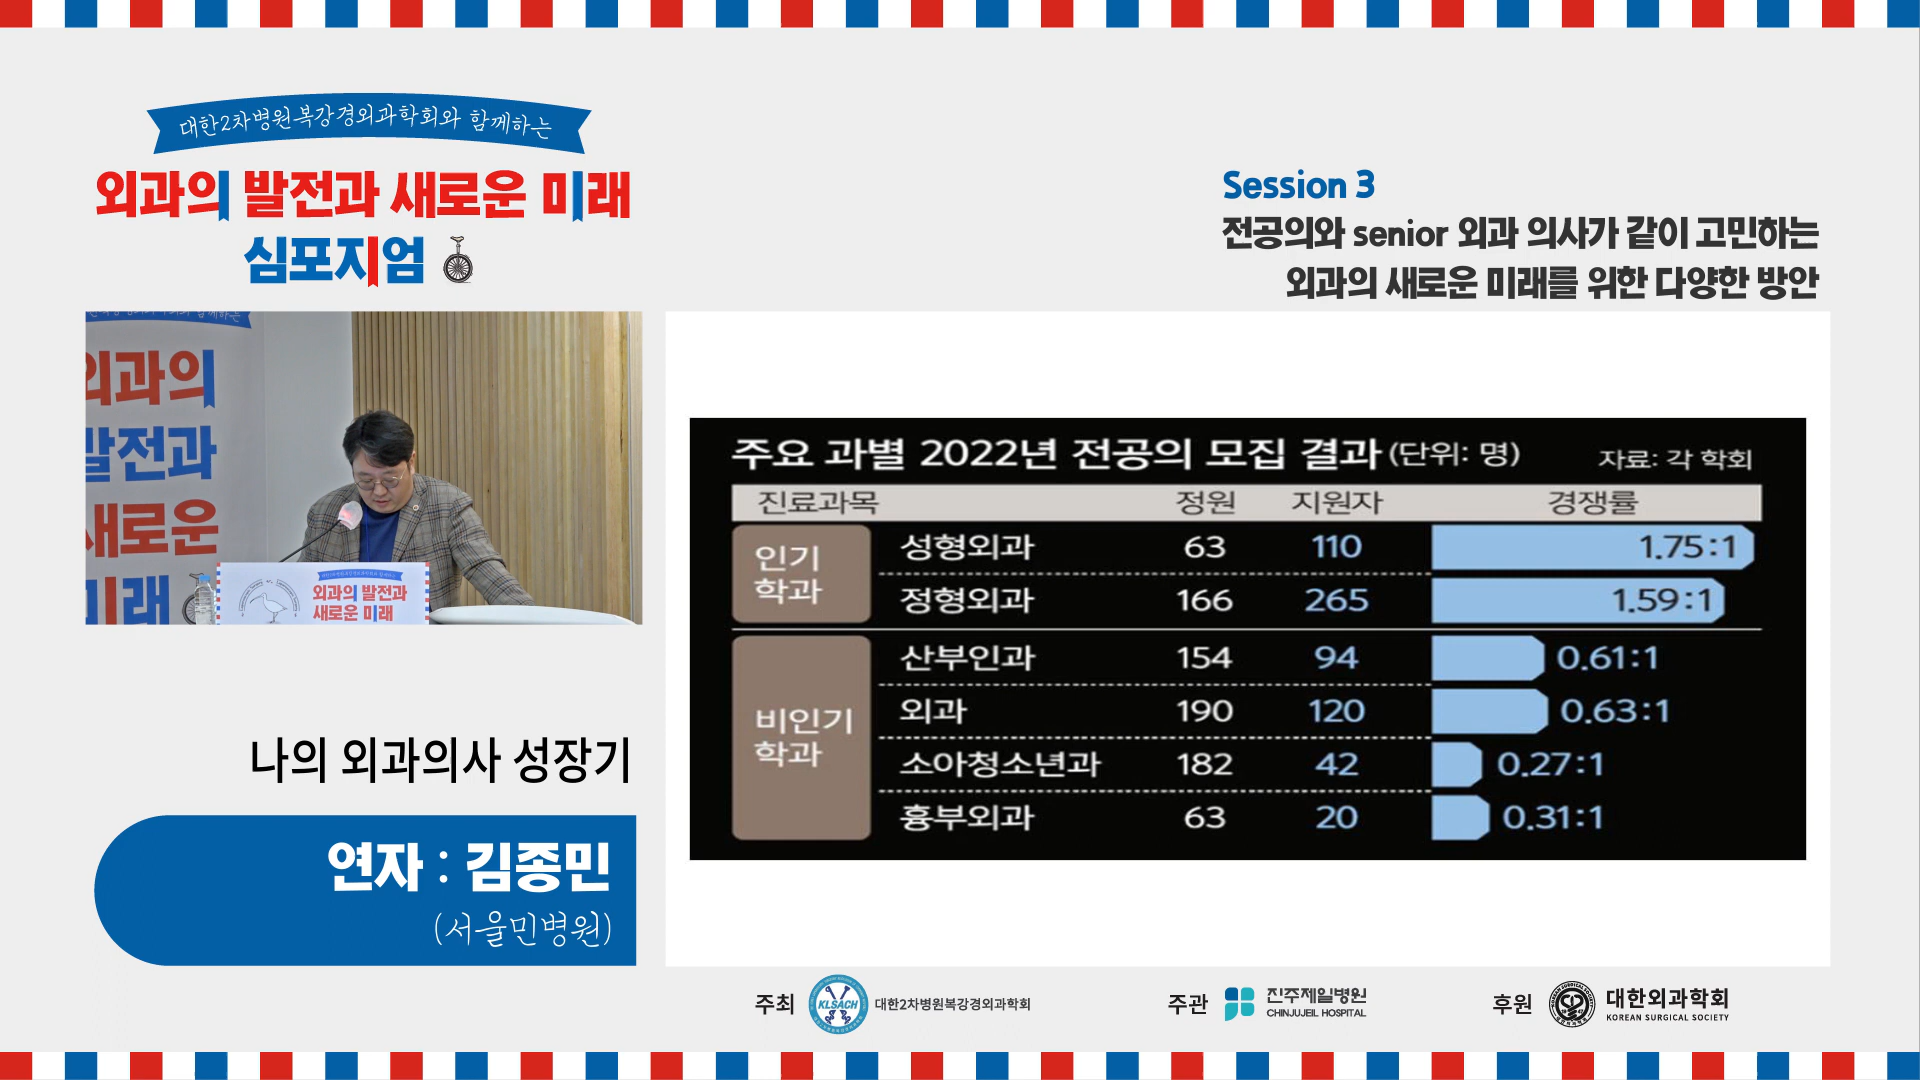 대한2차병원복강경외과학회와 함께하는
외과의 발전과 새로운 미래
심포지엄
Session 3
전공의와 senior 외과 의사가 같이 고민하는
외과의 새로운 미래를 위한 다양한 방안
외과의
발전과
새로운
미래
외과의 발전과
새로운 미래
주요 과별 2022년 전공의 모집 결과 (단위: 명) 자료: 각 학회
진료과목 정원 지원자 경쟁률
인기 학과
성형외과 63 110 1.75:1
정형외과 166 265 1.59:1
비인기 학과
산부인과 154 94 0.61:1
외과 190 120 0.63:1
소아청소년과 182 42 0.27:1
흉부외과 63 20 0.31:1
나의 외과의사 성장기
연자 : 김종민
(서울민병원)
주최 KLSACH 대한2차병원복강경외과학회
주관 진주제일병원
CHINJUJEIL HOSPITAL
후원 대한외과학회
KOREAN SURGICAL SOCIETY